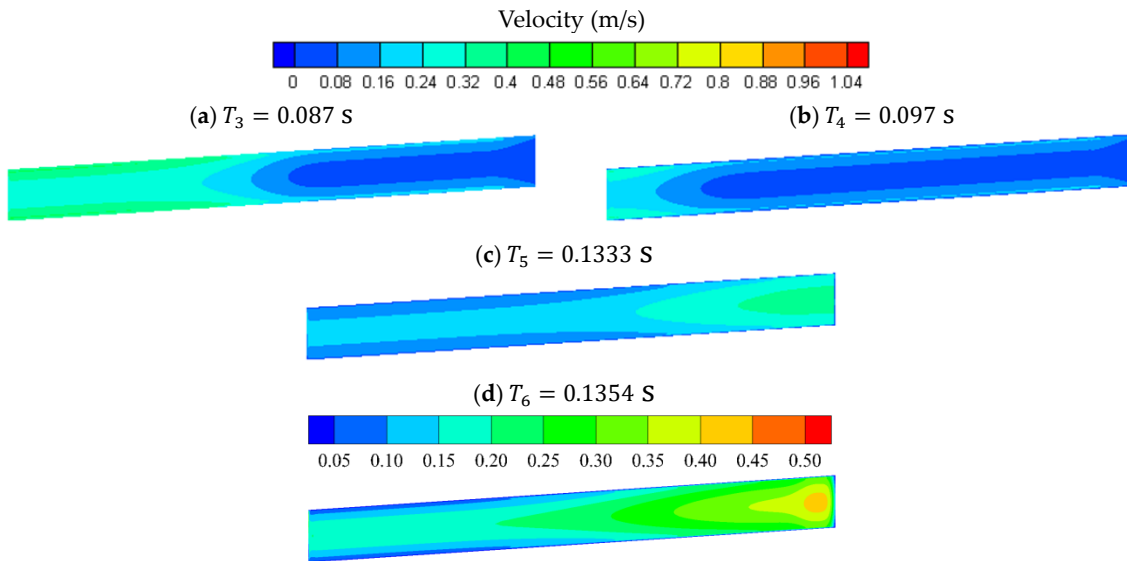 Velocity (m/s)
0 0.08 0.16 0.24 0.32 0.4 0.48 0.56 0.64 0.72 0.8 0.88 0.96 1.04
(a) T₃ = 0.087 s (b) T₄ = 0.097 s
(c) T₅ = 0.1333 s
(d) T₆ = 0.1354 s
0.05 0.10 0.15 0.20 0.25 0.30 0.35 0.40 0.45 0.50